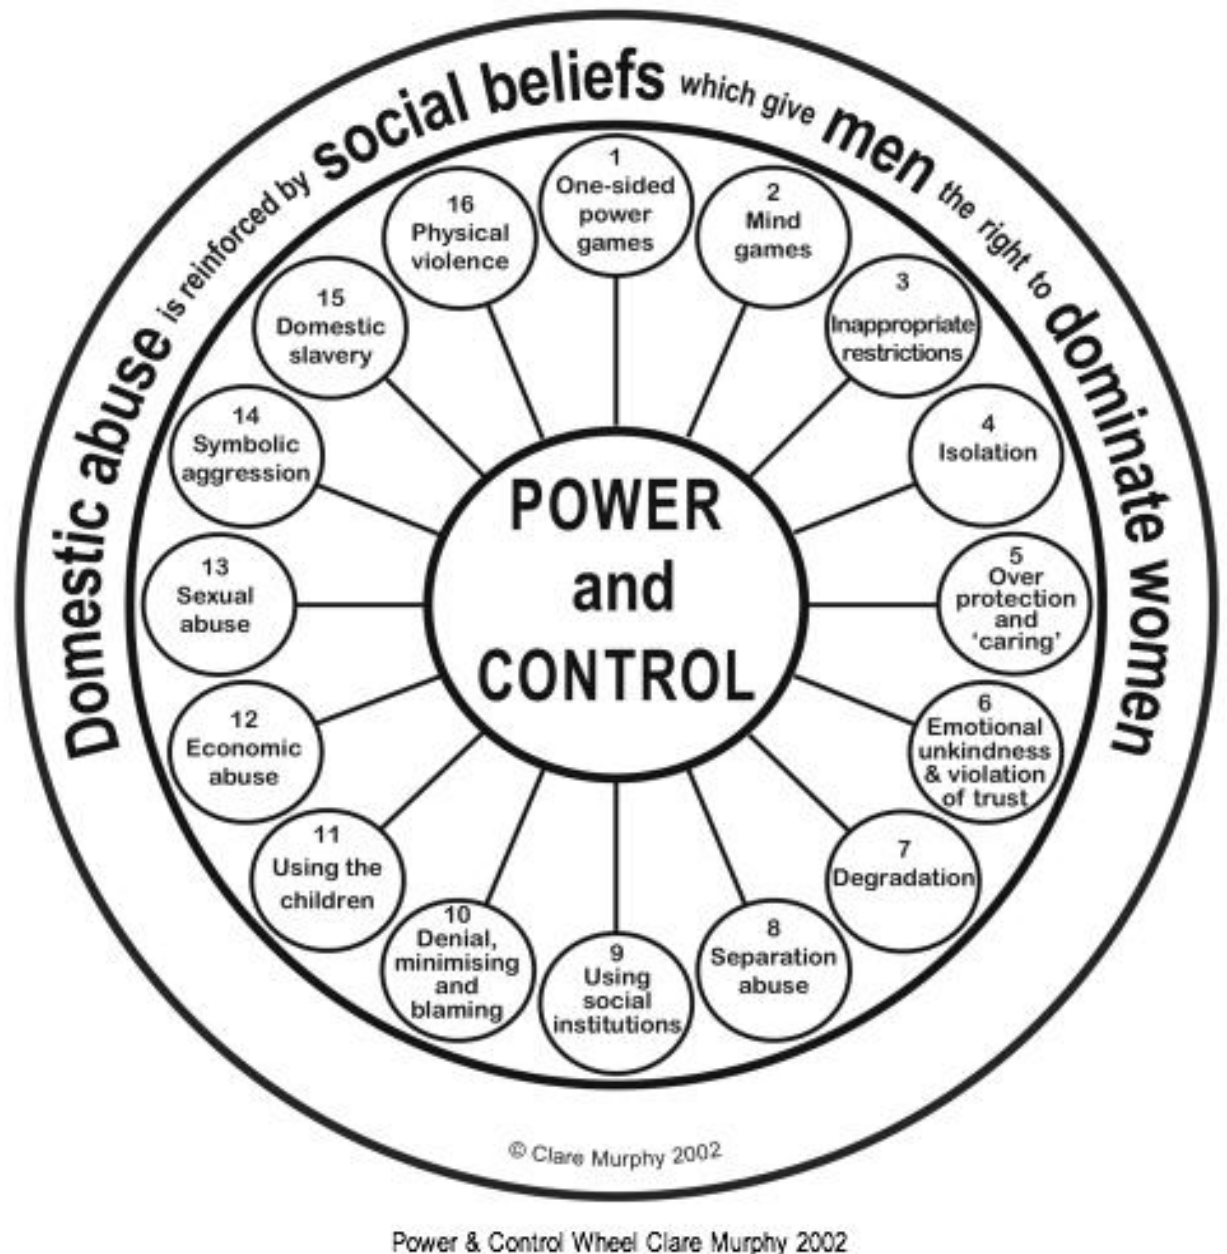 Domestic abuse is reinforced by social beliefs which give men the right to dominate women
1
One-sided
power
games
2
Mind
games
3
Inappropriate
restrictions
4
Isolation
5
Over
protection
and
‘caring’
6
Emotional
unkindness
& violation
of trust
7
Degradation
8
Separation
abuse
9
Using
social
institutions
10
Denial,
minimising
and
blaming
11
Using the
children
12
Economic
abuse
13
Sexual
abuse
14
Symbolic
aggression
15
Domestic
slavery
16
Physical
violence
POWER
and
CONTROL
© Clare Murphy 2002
Power & Control Wheel Clare Murphy 2002